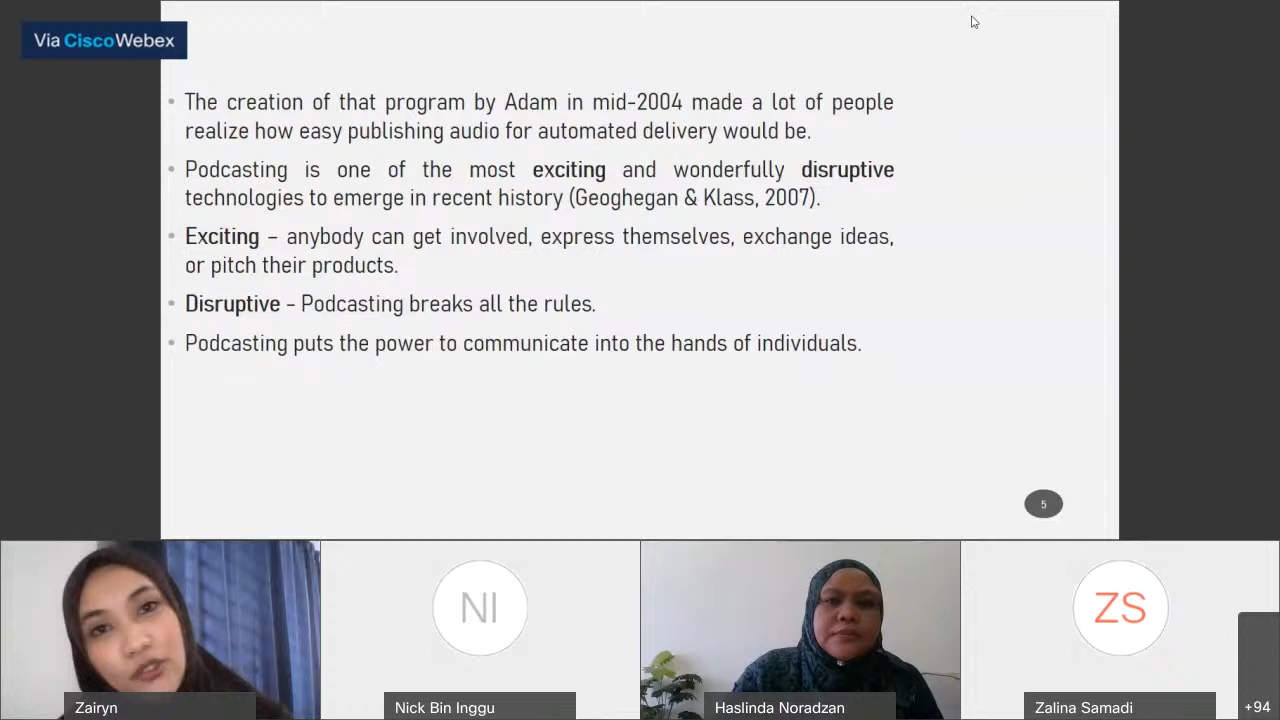 Via CiscoWebex
The creation of that program by Adam in mid-2004 made a lot of people
realize how easy publishing audio for automated delivery would be.
Podcasting is one of the most exciting and wonderfully disruptive
technologies to emerge in recent history (Geoghegan & Klass, 2007).
Exciting – anybody can get involved, express themselves, exchange ideas,
or pitch their products.
Disruptive - Podcasting breaks all the rules.
Podcasting puts the power to communicate into the hands of individuals.
5
NI
ZS
Zairyn
Nick Bin Inggu
Haslinda Noradzan
Zalina Samadi
+94